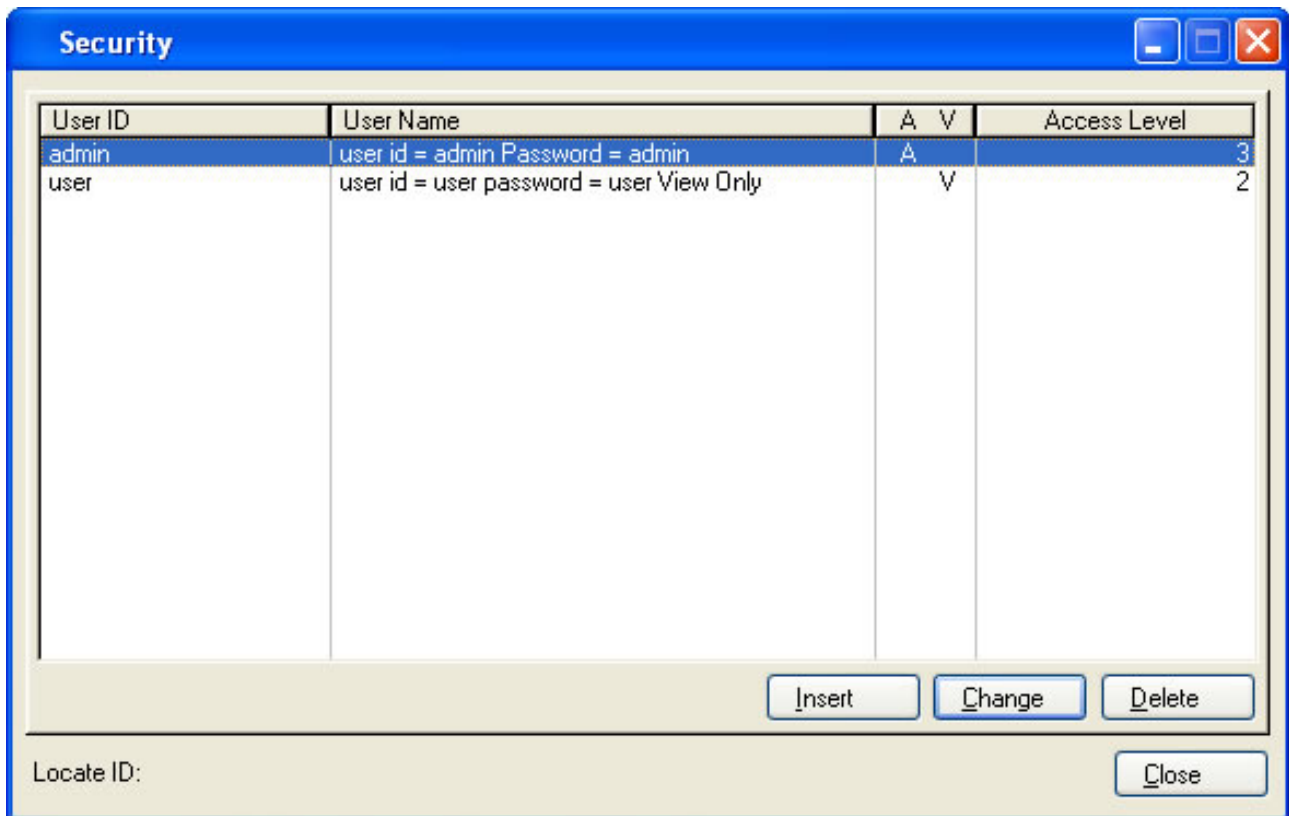 Security
User ID User Name A V Access Level
admin user id = admin Password = admin A 3
user user id = user password = user View Only V 2
Insert Change Delete
Locate ID: Close